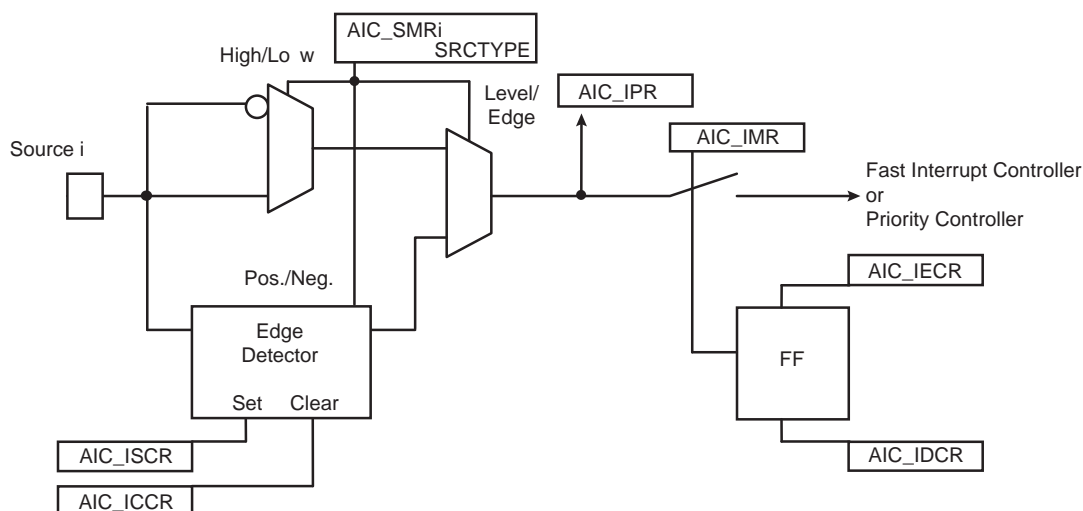 AIC_SMRi
SRCTYPE
High/Lo w
Level/
Edge
AIC_IPR
AIC_IMR
Source i
Fast Interrupt Controller
or
Priority Controller
Pos./Neg.
AIC_IECR
Edge
Detector
FF
Set Clear
AIC_ISCR
AIC_IDCR
AIC_ICCR